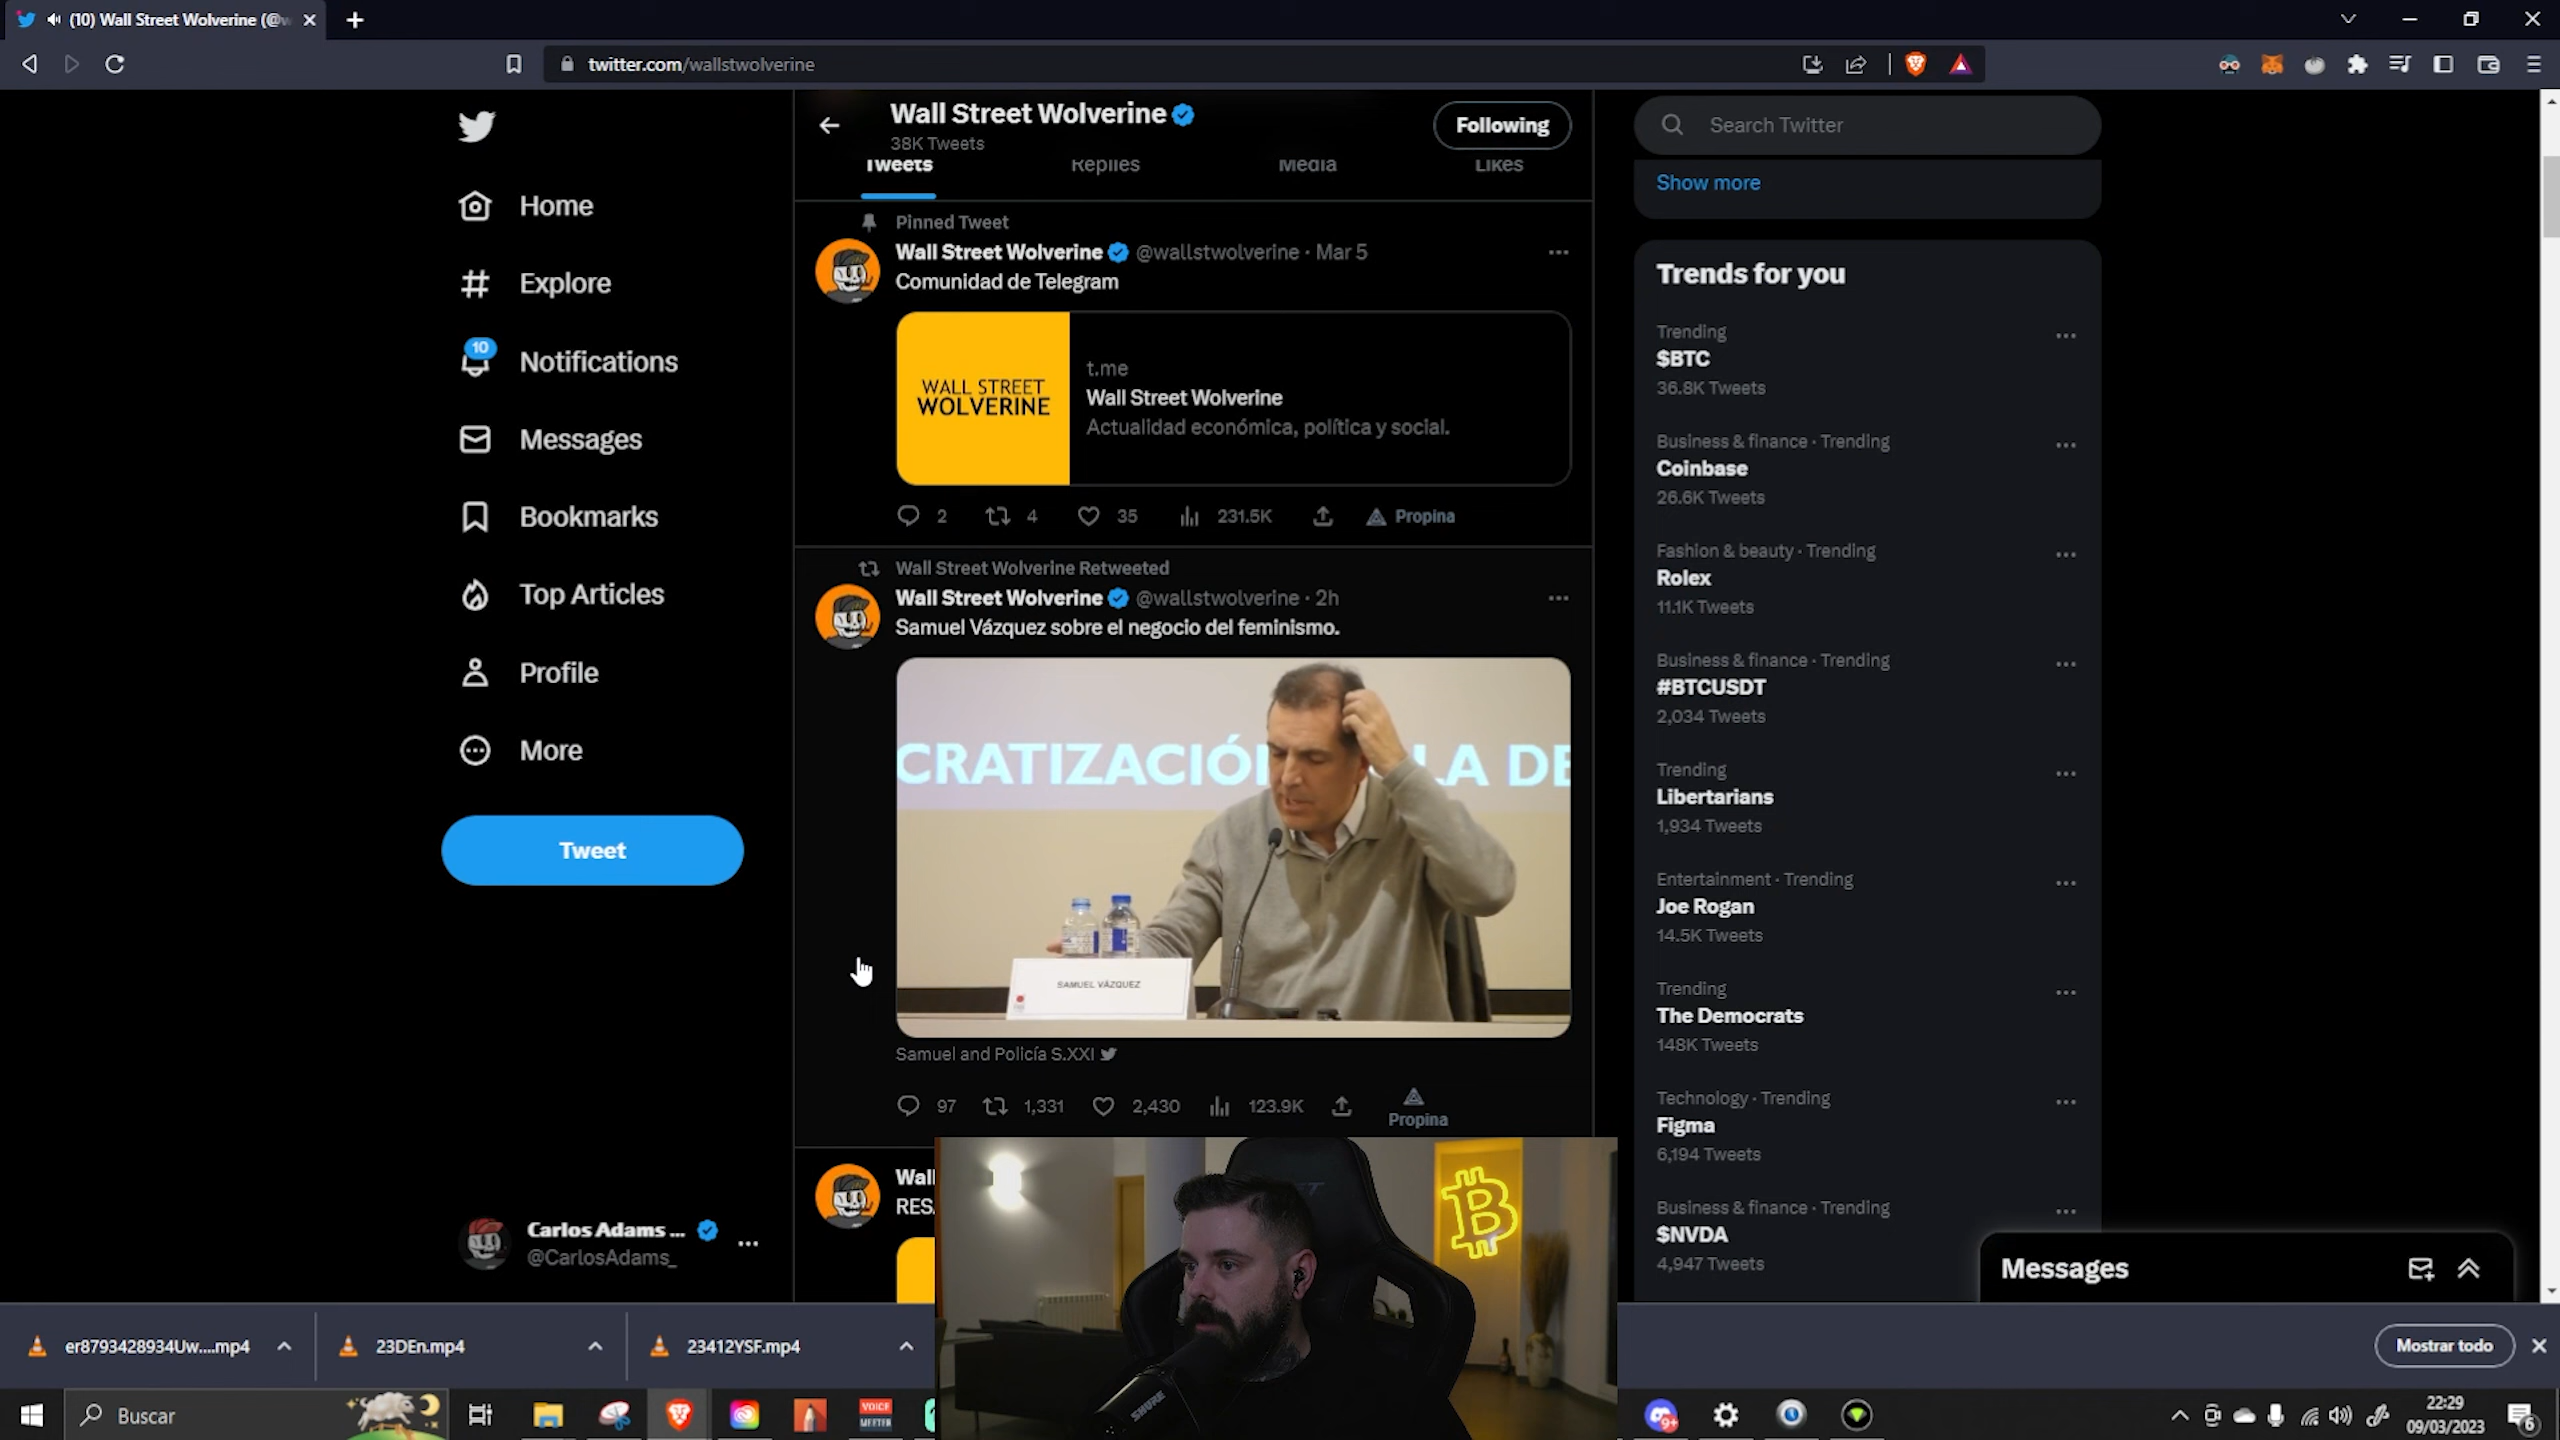 (10) Wall Street Wolverine (@w
twitter.com/wallstwolverine
Home
Explore
10
Notifications
Messages
Bookmarks
Top Articles
Profile
More
Tweet
Carlos Adams ...
@CarlosAdams_
Wall Street Wolverine
38K Tweets
Following
Tweets
Replies
Media
Likes
Pinned Tweet
Wall Street Wolverine @wallstwolverine · Mar 5
Comunidad de Telegram
WALL STREET
WOLVERINE
t.me
Wall Street Wolverine
Actualidad económica, política y social.
2
4
35
231.5K
Propina
Wall Street Wolverine Retweeted
Wall Street Wolverine @wallstwolverine · 2h
Samuel Vázquez sobre el negocio del feminismo.
CRATIZACIÓ LA DE
SAMUEL VÁZQUEZ
Samuel and Policía S.XXI
97
1,331
2,430
123.9K
Propina
Wal
RES
SHURE
Search Twitter
Show more
Trends for you
Trending
$BTC
36.8K Tweets
Business & finance · Trending
Coinbase
26.6K Tweets
Fashion & beauty · Trending
Rolex
11.1K Tweets
Business & finance · Trending
#BTCUSDT
2,034 Tweets
Trending
Libertarians
1,934 Tweets
Entertainment · Trending
Joe Rogan
14.5K Tweets
Trending
The Democrats
148K Tweets
Technology · Trending
Figma
6,194 Tweets
Business & finance · Trending
$NVDA
4,947 Tweets
Messages
er8793428934Uw....mp4
23DEn.mp4
23412YSF.mp4
Mostrar todo
Buscar
VOICE
MEETER
9+
22:29
09/03/2023
6